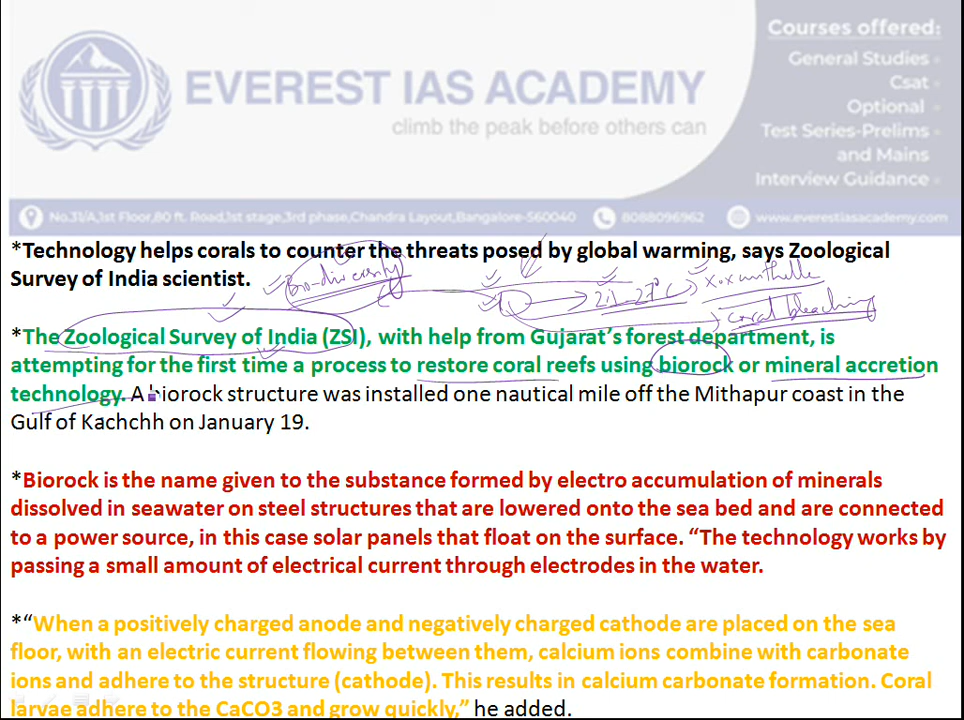 EVEREST IAS ACADEMY
climb the peak before others can
Courses offered:
General Studies
Csat
Optional
Test Series-Prelims
and Mains
Interview Guidance
No.31/A,1st Floor,80 ft. Road,1st stage,3rd phase,Chandra Layout,Bangalore-560040
8088096962
www.everestiasacademy.com
*Technology helps corals to counter the threats posed by global warming, says Zoological
Survey of India scientist.
Bio-diversity
coral bleaching
*The Zoological Survey of India (ZSI), with help from Gujarat's forest department, is
attempting for the first time a process to restore coral reefs using biorock or mineral accretion
technology. A biorock structure was installed one nautical mile off the Mithapur coast in the
Gulf of Kachchh on January 19.
*Biorock is the name given to the substance formed by electro accumulation of minerals
dissolved in seawater on steel structures that are lowered onto the sea bed and are connected
to a power source, in this case solar panels that float on the surface. “The technology works by
passing a small amount of electrical current through electrodes in the water.
*“When a positively charged anode and negatively charged cathode are placed on the sea
floor, with an electric current flowing between them, calcium ions combine with carbonate
ions and adhere to the structure (cathode). This results in calcium carbonate formation. Coral
larvae adhere to the CaCO3 and grow quickly,” he added.